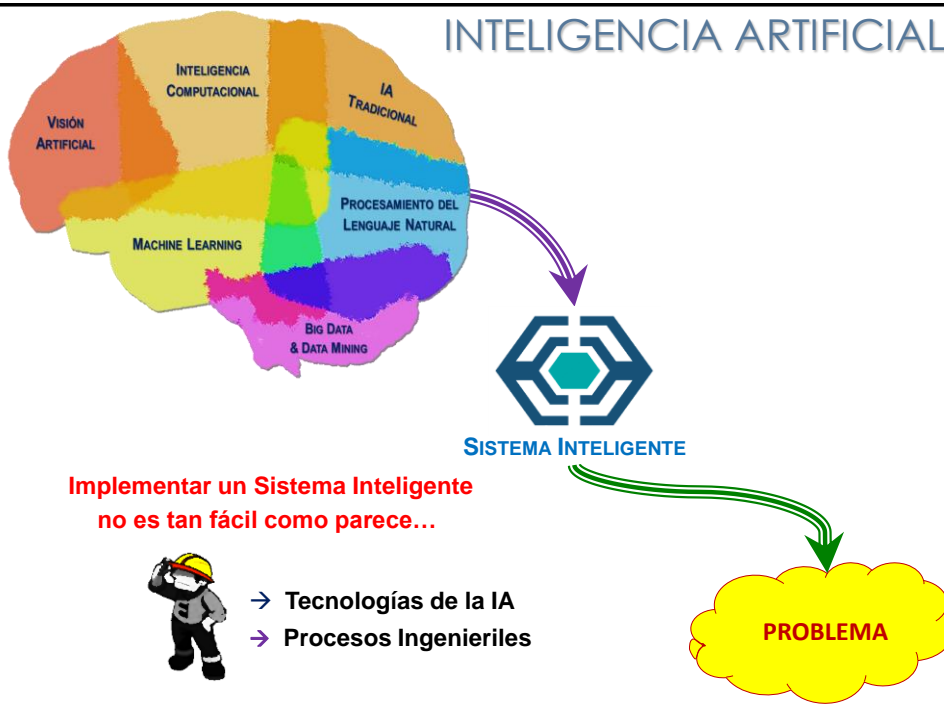 INTELIGENCIA ARTIFICIAL
INTELIGENCIA
COMPUTACIONAL
IA
TRADICIONAL
VISIÓN
ARTIFICIAL
PROCESAMIENTO DEL
LENGUAJE NATURAL
MACHINE LEARNING
BIG DATA
& DATA MINING
SISTEMA INTELIGENTE
Implementar un Sistema Inteligente
no es tan fácil como parece…
→ Tecnologías de la IA
→ Procesos Ingenieriles
PROBLEMA
E